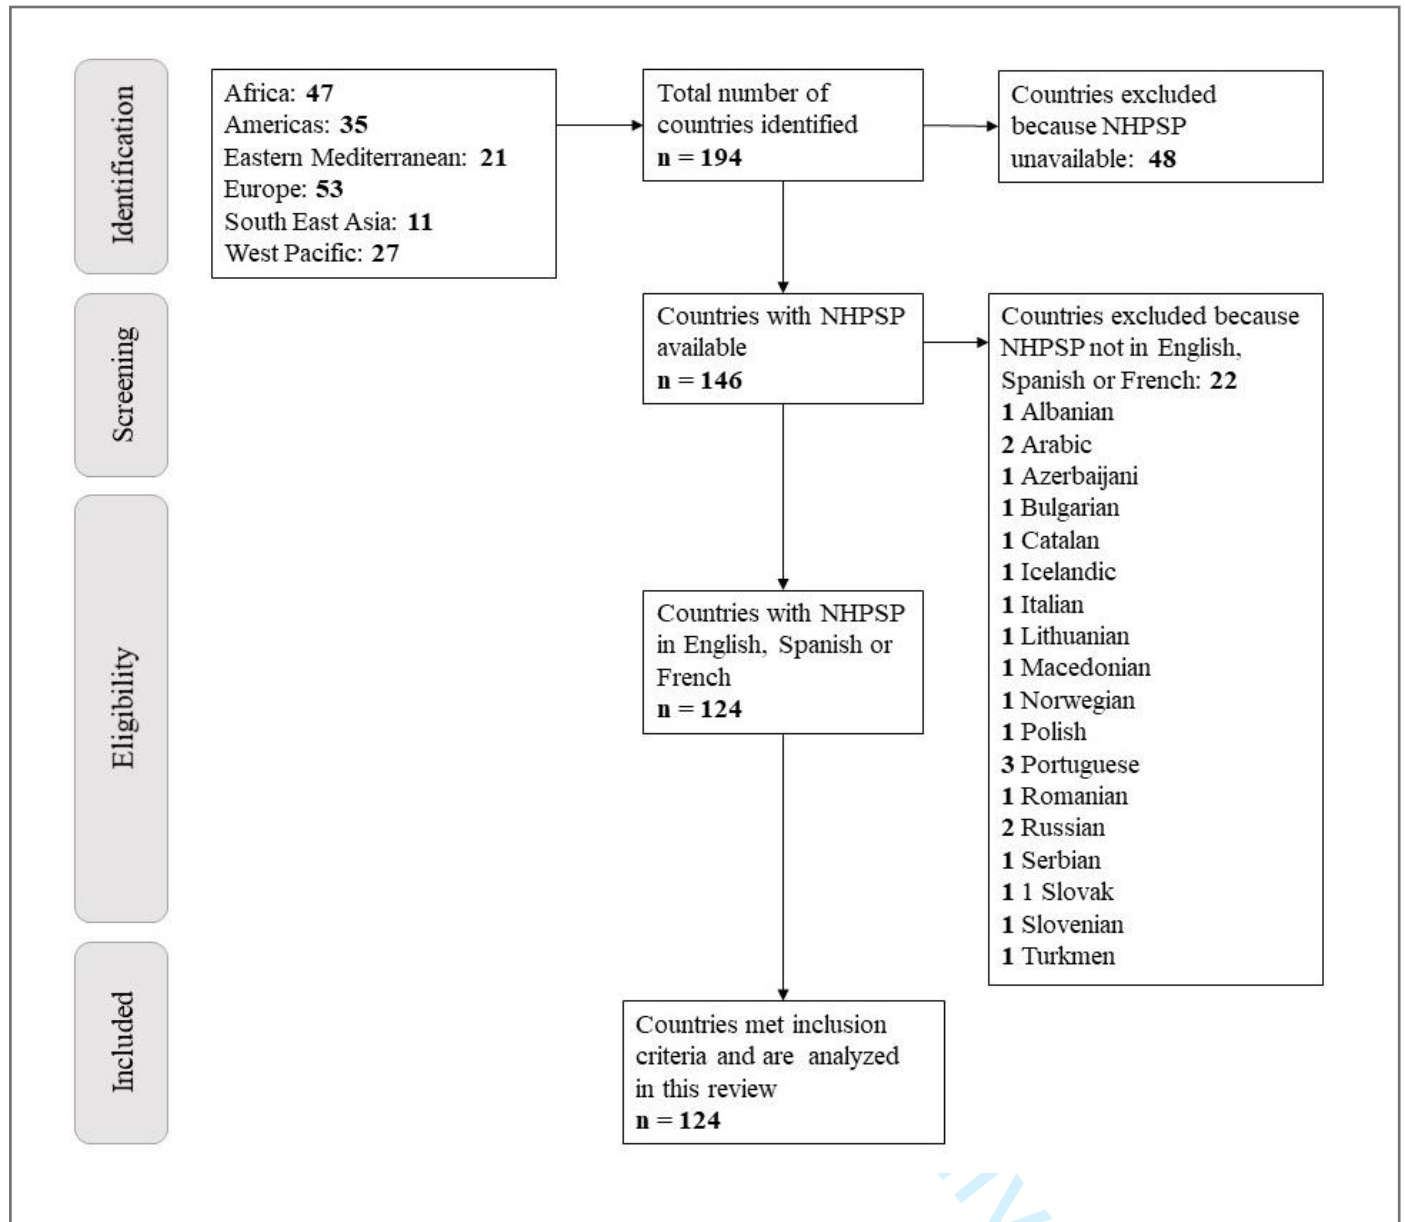 Identification
Africa: 47
Americas: 35
Eastern Mediterranean: 21
Europe: 53
South East Asia: 11
West Pacific: 27
Total number of
countries identified
n = 194
Countries excluded
because NHPSP
unavailable: 48
Screening
Countries with NHPSP
available
n = 146
Countries excluded because
NHPSP not in English,
Spanish or French: 22
1 Albanian
2 Arabic
1 Azerbaijani
1 Bulgarian
1 Catalan
1 Icelandic
1 Italian
1 Lithuanian
1 Macedonian
1 Norwegian
1 Polish
3 Portuguese
1 Romanian
2 Russian
1 Serbian
1 1 Slovak
1 Slovenian
1 Turkmen
Eligibility
Countries with NHPSP
in English, Spanish or
French
n = 124
Included
Countries met inclusion
criteria and are analyzed
in this review
n = 124